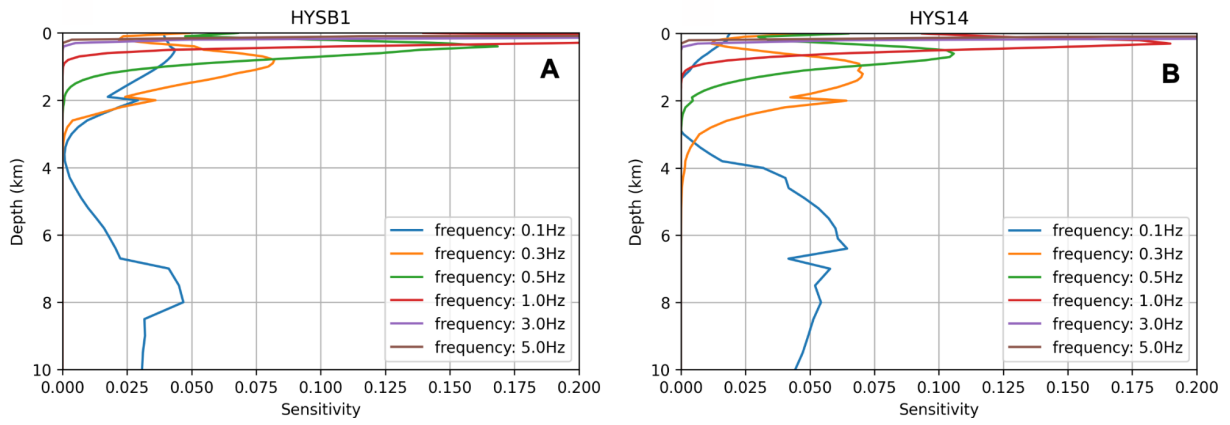 HYSB1
0
2
4
6
8
10
Depth (km)
0.000 0.025 0.050 0.075 0.100 0.125 0.150 0.175 0.200
Sensitivity
A
frequency: 0.1Hz
frequency: 0.3Hz
frequency: 0.5Hz
frequency: 1.0Hz
frequency: 3.0Hz
frequency: 5.0Hz
HYS14
0
2
4
6
8
10
Depth (km)
0.000 0.025 0.050 0.075 0.100 0.125 0.150 0.175 0.200
Sensitivity
B
frequency: 0.1Hz
frequency: 0.3Hz
frequency: 0.5Hz
frequency: 1.0Hz
frequency: 3.0Hz
frequency: 5.0Hz